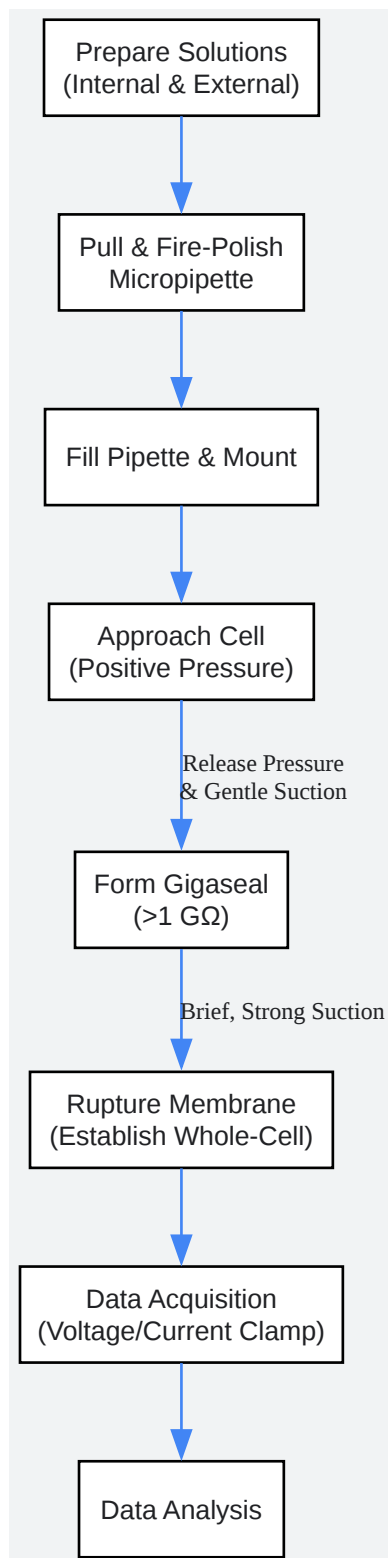 Prepare Solutions
(Internal & External)
Pull & Fire-Polish
Micropipette
Fill Pipette & Mount
Approach Cell
(Positive Pressure)
Release Pressure
& Gentle Suction
Form Gigaseal
(>1 GΩ)
Brief, Strong Suction
Rupture Membrane
(Establish Whole-Cell)
Data Acquisition
(Voltage/Current Clamp)
Data Analysis